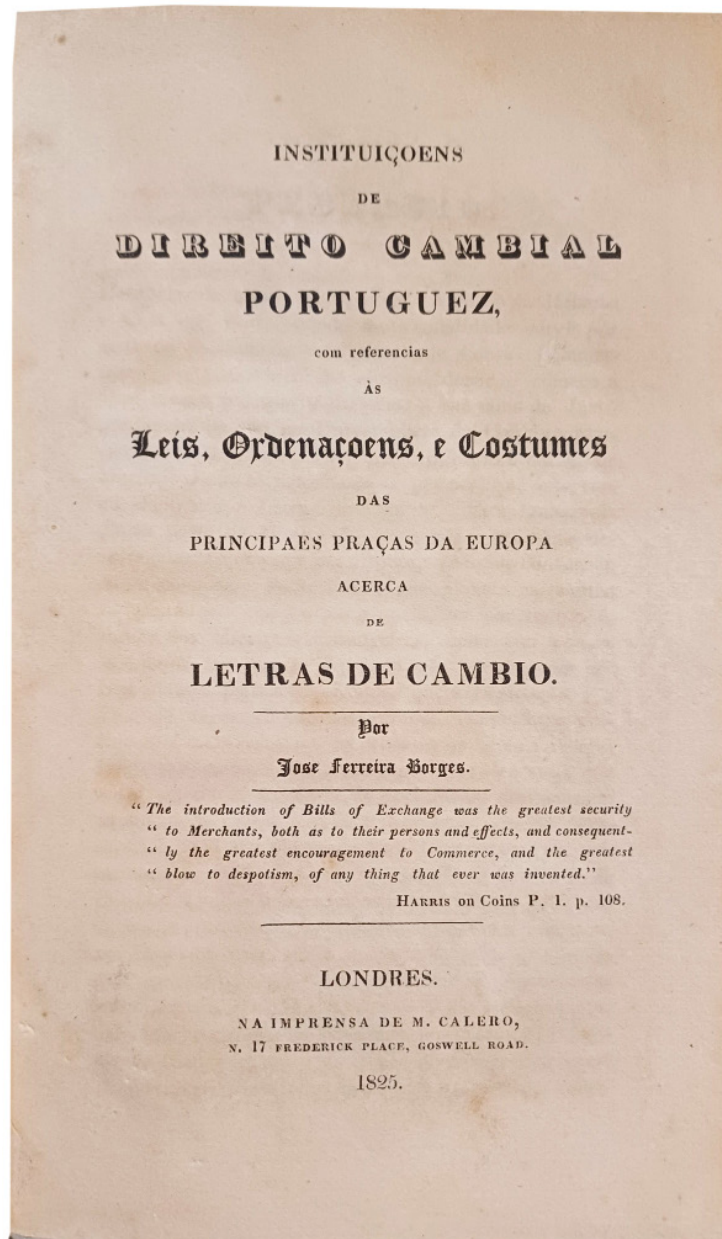 INSTITUIÇOENS
DE
DIREITO CAMBIAL
PORTUGUEZ,
com referencias
ÀS
Leis, Ordenaçoens, e Costumes
DAS
PRINCIPAES PRAÇAS DA EUROPA
ACERCA
DE
LETRAS DE CAMBIO.
Por
Jose Ferreira Borges.
“ The introduction of Bills of Exchange was the greatest security
“ to Merchants, both as to their persons and effects, and consequent-
“ ly the greatest encouragement to Commerce, and the greatest
“ blow to despotism, of any thing that ever was invented.”
HARRIS on Coins P. 1. p. 108.
LONDRES.
NA IMPRENSA DE M. CALERO,
N. 17 FREDERICK PLACE, GOSWELL ROAD.
1825.